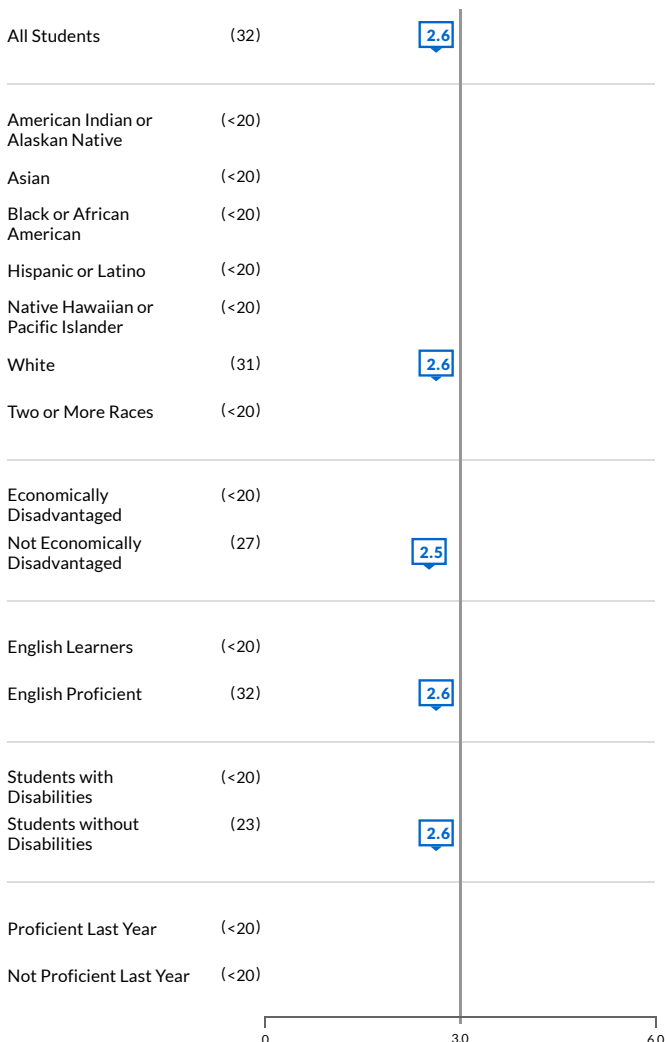 All Students (32) 2.6
American Indian or (<20)
Alaskan Native
Asian (<20)
Black or African (<20)
American
Hispanic or Latino (<20)
Native Hawaiian or (<20)
Pacific Islander
White (31) 2.6
Two or More Races (<20)
Economically (<20)
Disadvantaged
Not Economically (27) 2.5
Disadvantaged
English Learners (<20)
English Proficient (32) 2.6
Students with (<20)
Disabilities
Students without (23) 2.6
Disabilities
Proficient Last Year (<20)
Not Proficient Last Year (<20)
0 3.0 6.0